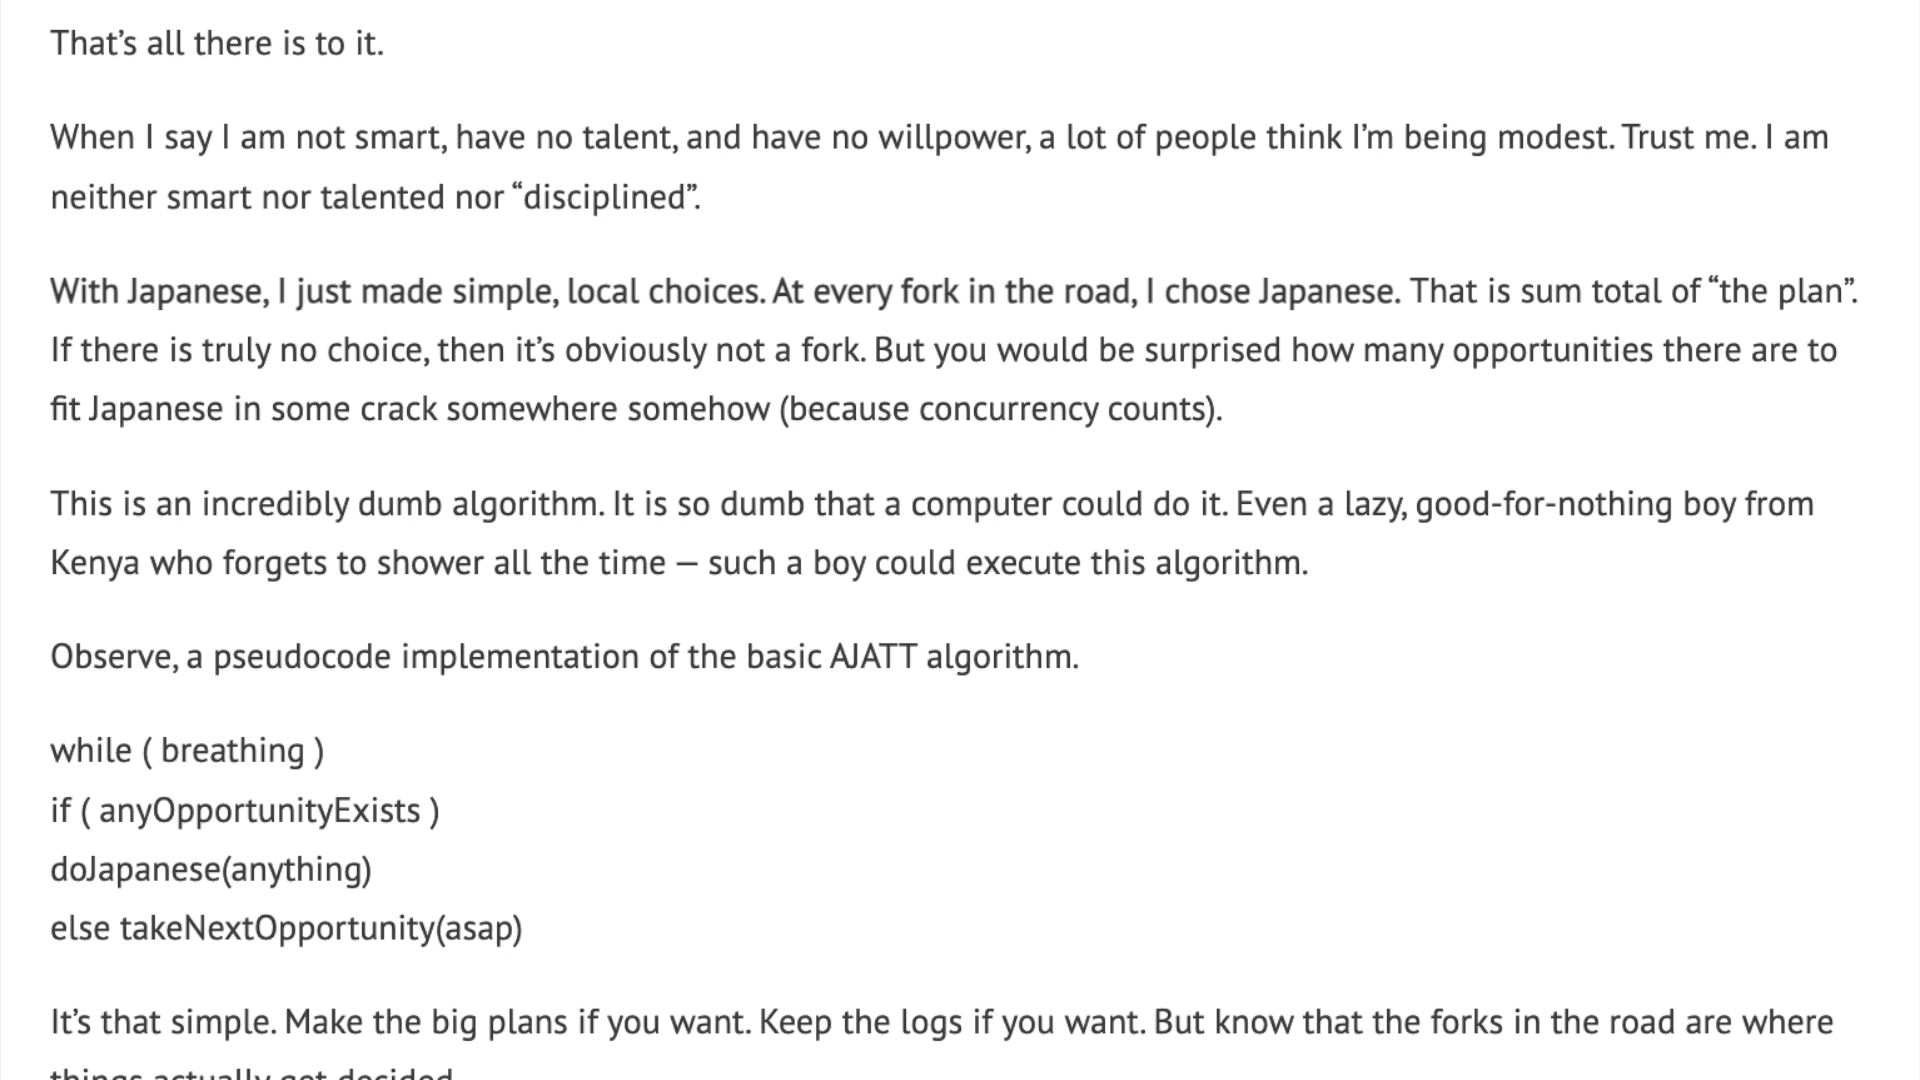 That’s all there is to it.
When I say I am not smart, have no talent, and have no willpower, a lot of people think I’m being modest. Trust me. I am
neither smart nor talented nor “disciplined”.
With Japanese, I just made simple, local choices. At every fork in the road, I chose Japanese. That is sum total of “the plan”.
If there is truly no choice, then it’s obviously not a fork. But you would be surprised how many opportunities there are to
fit Japanese in some crack somewhere somehow (because concurrency counts).
This is an incredibly dumb algorithm. It is so dumb that a computer could do it. Even a lazy, good-for-nothing boy from
Kenya who forgets to shower all the time – such a boy could execute this algorithm.
Observe, a pseudocode implementation of the basic AJATT algorithm.
while ( breathing )
if ( anyOpportunityExists )
doJapanese(anything)
else takeNextOpportunity(asap)
It’s that simple. Make the big plans if you want. Keep the logs if you want. But know that the forks in the road are where
things actually get decided